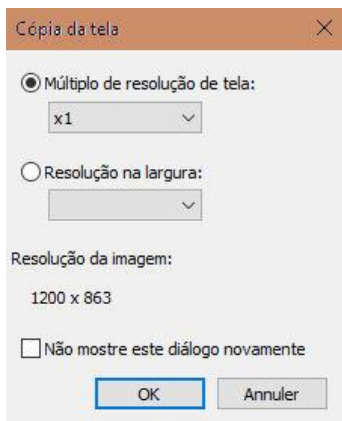 Cópia da tela
Múltiplo de resolução de tela:
x1
Resolução na largura:
Resolução da imagem:
1200 x 863
Não mostre este diálogo novamente
OK Annuler